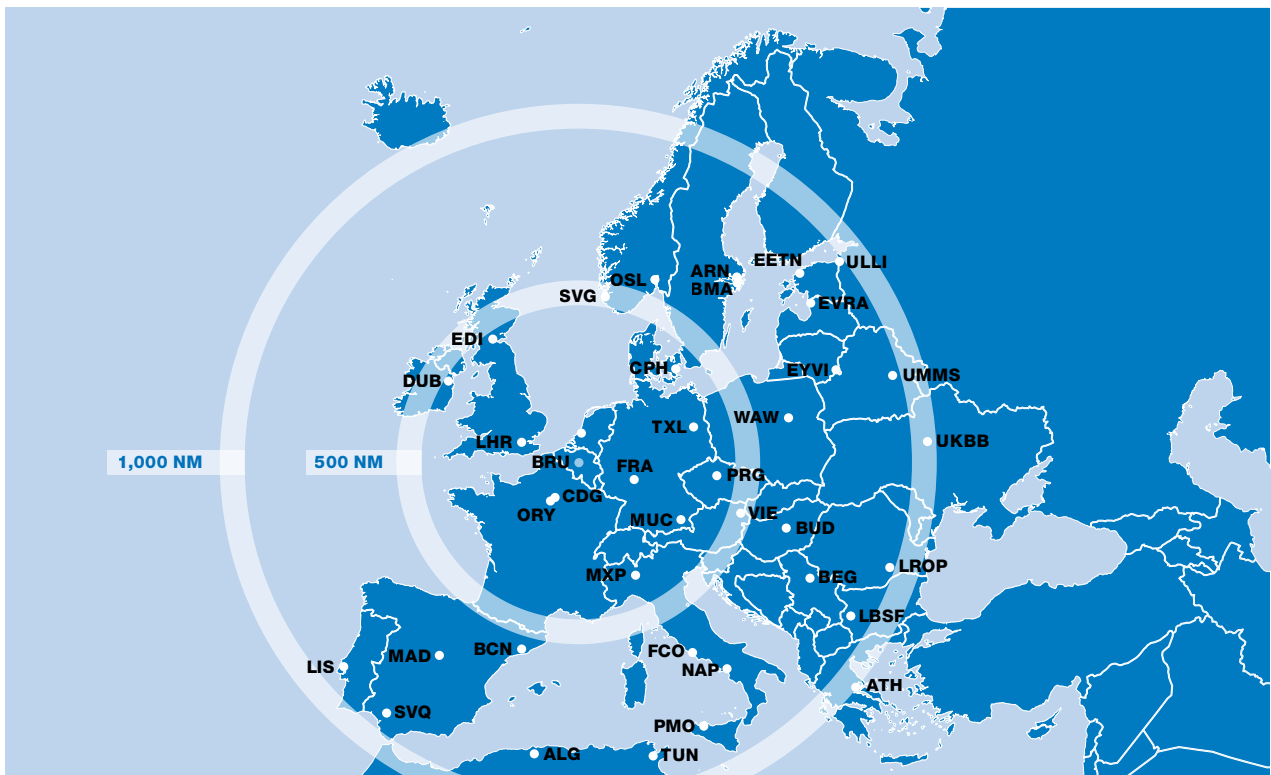 EETN
ULLI
ARN
BMA
OSL
SVG
EVRA
EDI
CPH
EYVI
UMMS
DUB
WAW
TXL
LHR
UKBB
1,000 NM
500 NM
BRU
FRA
PRG
CDG
ORY
MUC
VIE
BUD
MXP
BEG
LROP
LBSF
BCN
FCO
MAD
LIS
NAP
ATH
SVQ
PMO
ALG
TUN